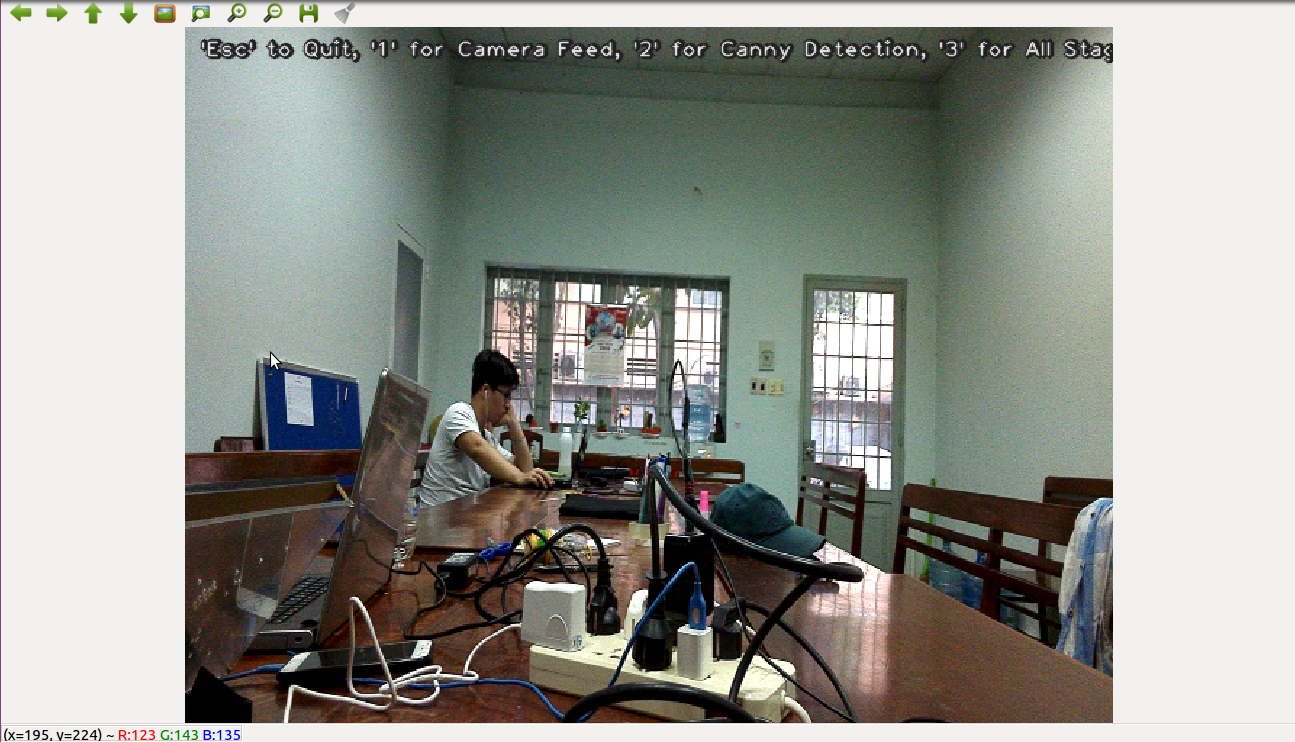 'Esc' to Quit, '1' for Camera Feed, '2' for Canny Detection, '3' for All Stag
(x=195, y=224) ~ R:123 G:143 B:135